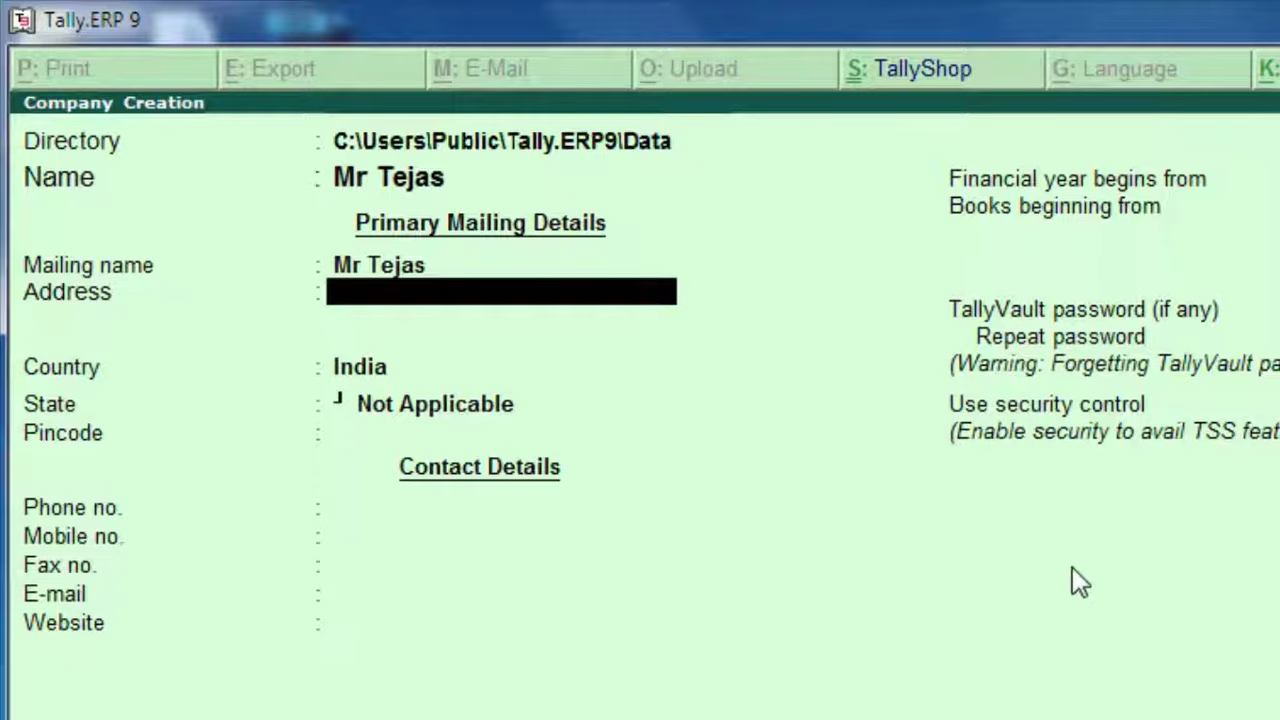 Tally.ERP 9
P: Print E: Export M: E-Mail O: Upload S: TallyShop G: Language K:
Company Creation
Directory : C:\Users\Public\Tally.ERP9\Data
Name : Mr Tejas
Primary Mailing Details
Mailing name : Mr Tejas
Address :
Country : India
State : ┘ Not Applicable
Pincode :
Contact Details
Phone no. :
Mobile no. :
Fax no. :
E-mail :
Website :
Financial year begins from
Books beginning from
TallyVault password (if any)
Repeat password
(Warning: Forgetting TallyVault pa
Use security control
(Enable security to avail TSS feat